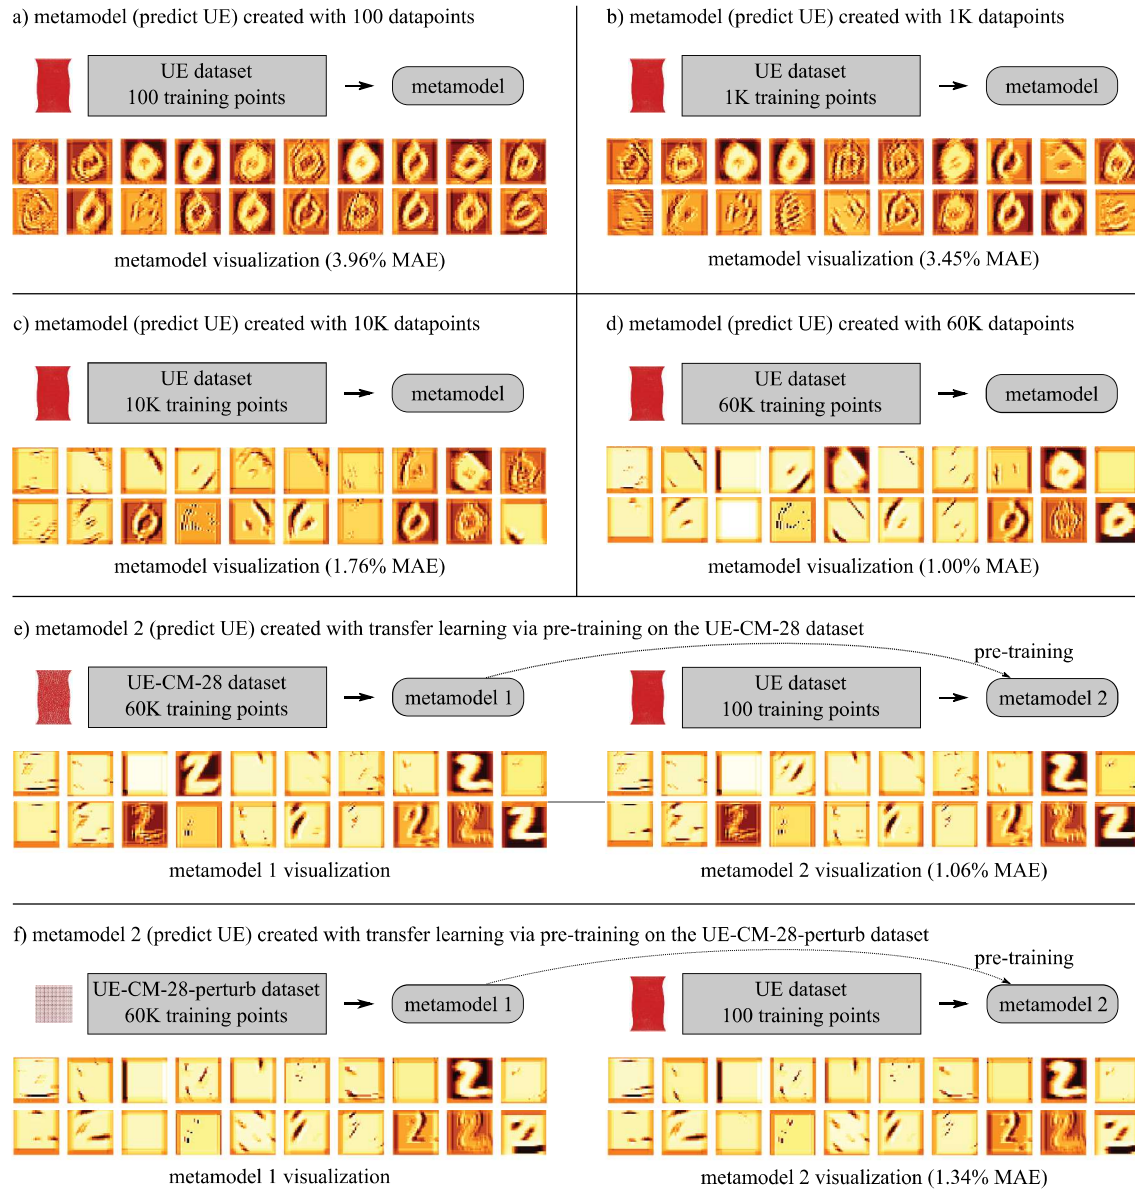 a) metamodel (predict UE) created with 100 datapoints
UE dataset
100 training points
metamodel
metamodel visualization (3.96% MAE)
b) metamodel (predict UE) created with 1K datapoints
UE dataset
1K training points
metamodel
metamodel visualization (3.45% MAE)
c) metamodel (predict UE) created with 10K datapoints
UE dataset
10K training points
metamodel
metamodel visualization (1.76% MAE)
d) metamodel (predict UE) created with 60K datapoints
UE dataset
60K training points
metamodel
metamodel visualization (1.00% MAE)
e) metamodel 2 (predict UE) created with transfer learning via pre-training on the UE-CM-28 dataset
pre-training
UE-CM-28 dataset
60K training points
metamodel 1
UE dataset
100 training points
metamodel 2
metamodel 1 visualization
metamodel 2 visualization (1.06% MAE)
f) metamodel 2 (predict UE) created with transfer learning via pre-training on the UE-CM-28-perturb dataset
pre-training
UE-CM-28-perturb dataset
60K training points
metamodel 1
UE dataset
100 training points
metamodel 2
metamodel 1 visualization
metamodel 2 visualization (1.34% MAE)